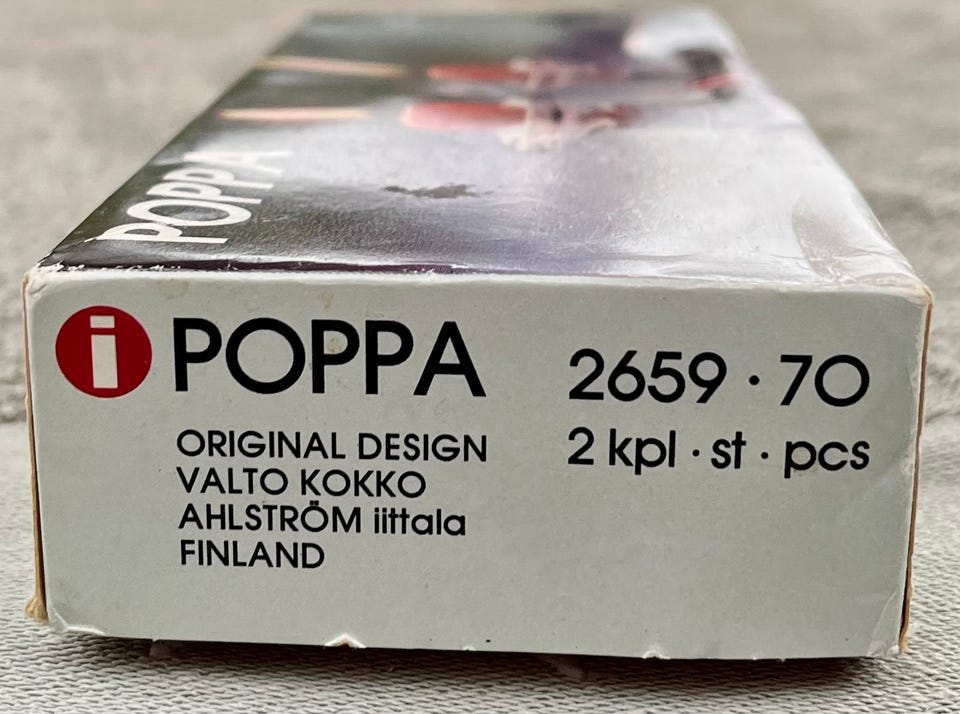 POPPA
i POPPA
ORIGINAL DESIGN
VALTO KOKKO
AHLSTRÖM iittala
FINLAND
2659 · 70
2 kpl · st · pcs